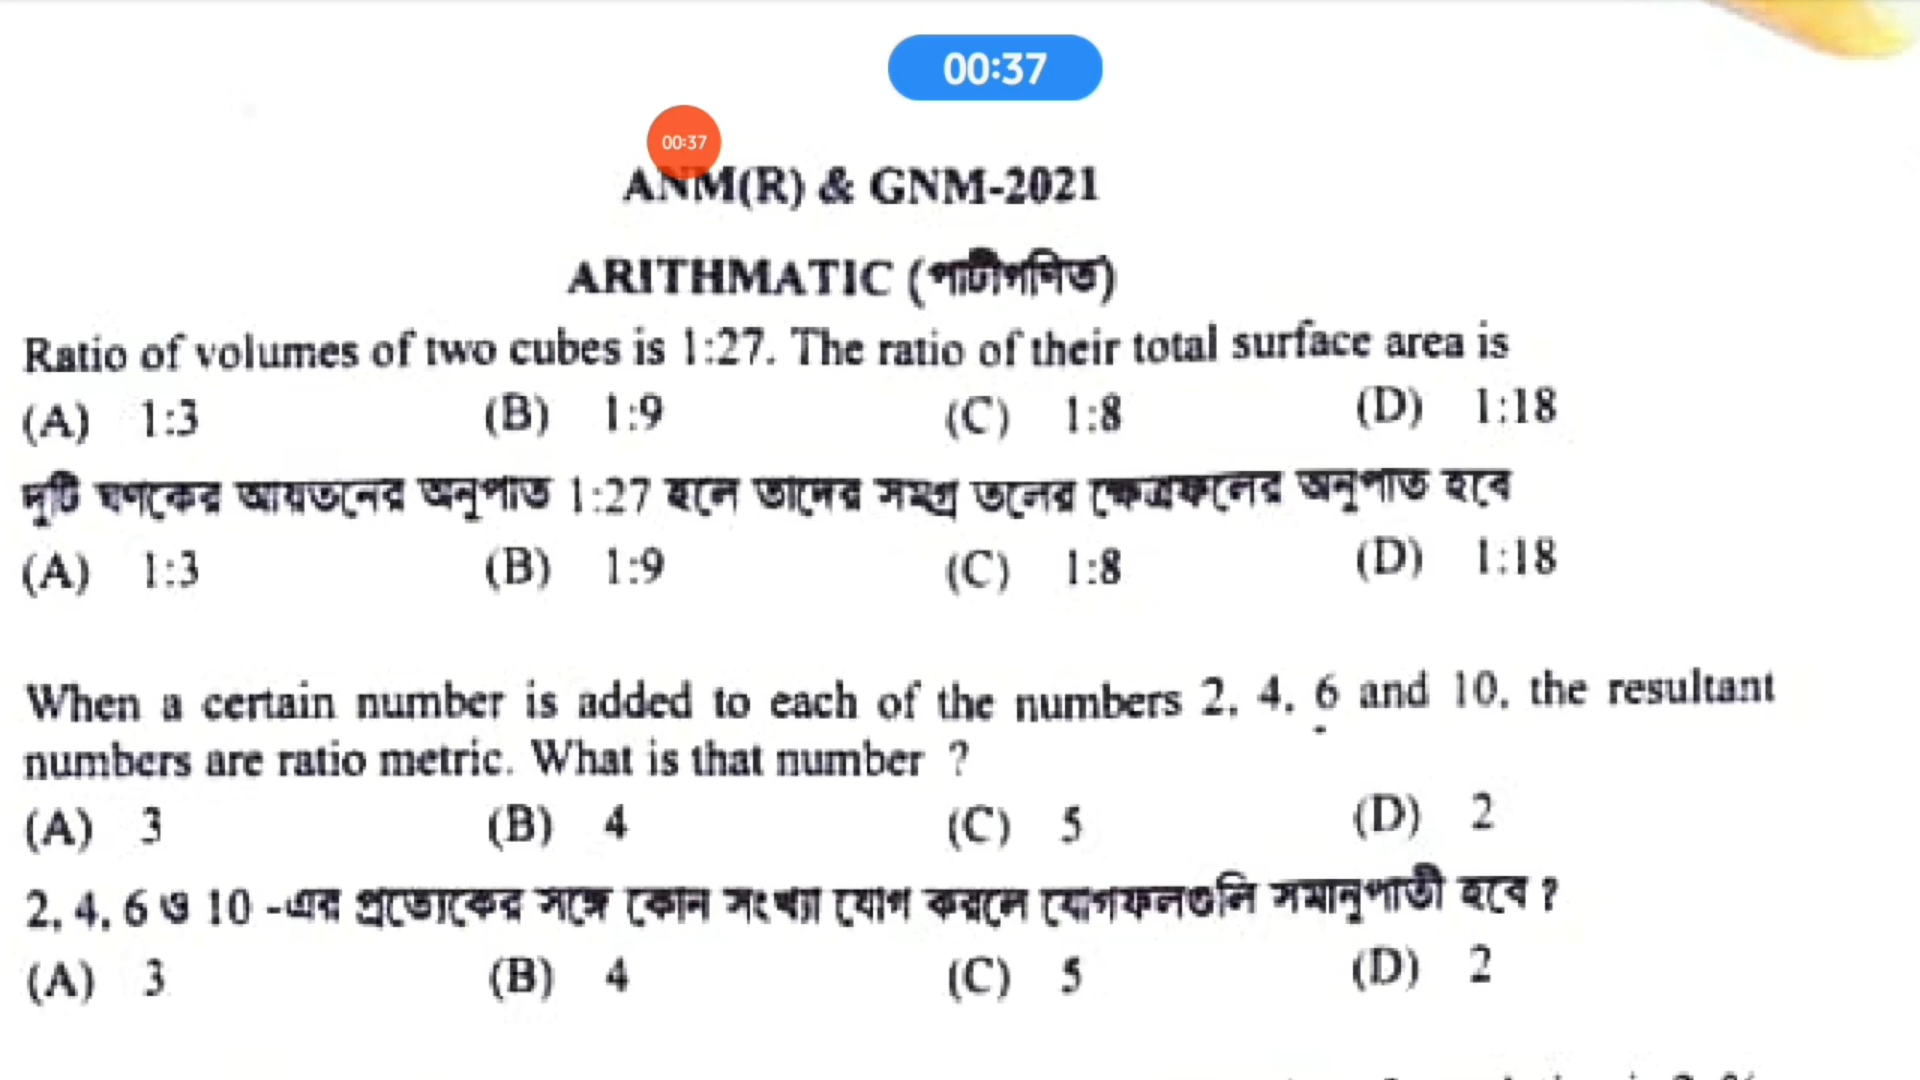 00:37
00:37
ANM(R) & GNM-2021
ARITHMATIC (পাটীগণিত)
Ratio of volumes of two cubes is 1:27. The ratio of their total surface area is
(A) 1:3 (B) 1:9 (C) 1:8 (D) 1:18
দুটি ঘণকের আয়তনের অনুপাত 1:27 হলে তাদের সমগ্র তলের ক্ষেত্রফলের অনুপাত হবে
(A) 1:3 (B) 1:9 (C) 1:8 (D) 1:18
When a certain number is added to each of the numbers 2, 4, 6 and 10, the resultant
numbers are ratio metric. What is that number ?
(A) 3 (B) 4 (C) 5 (D) 2
2, 4, 6 ও 10 -এর প্রত্যেকের সঙ্গে কোন সংখ্যা যোগ করলে যোগফলগুলি সমানুপাতী হবে ?
(A) 3 (B) 4 (C) 5 (D) 2